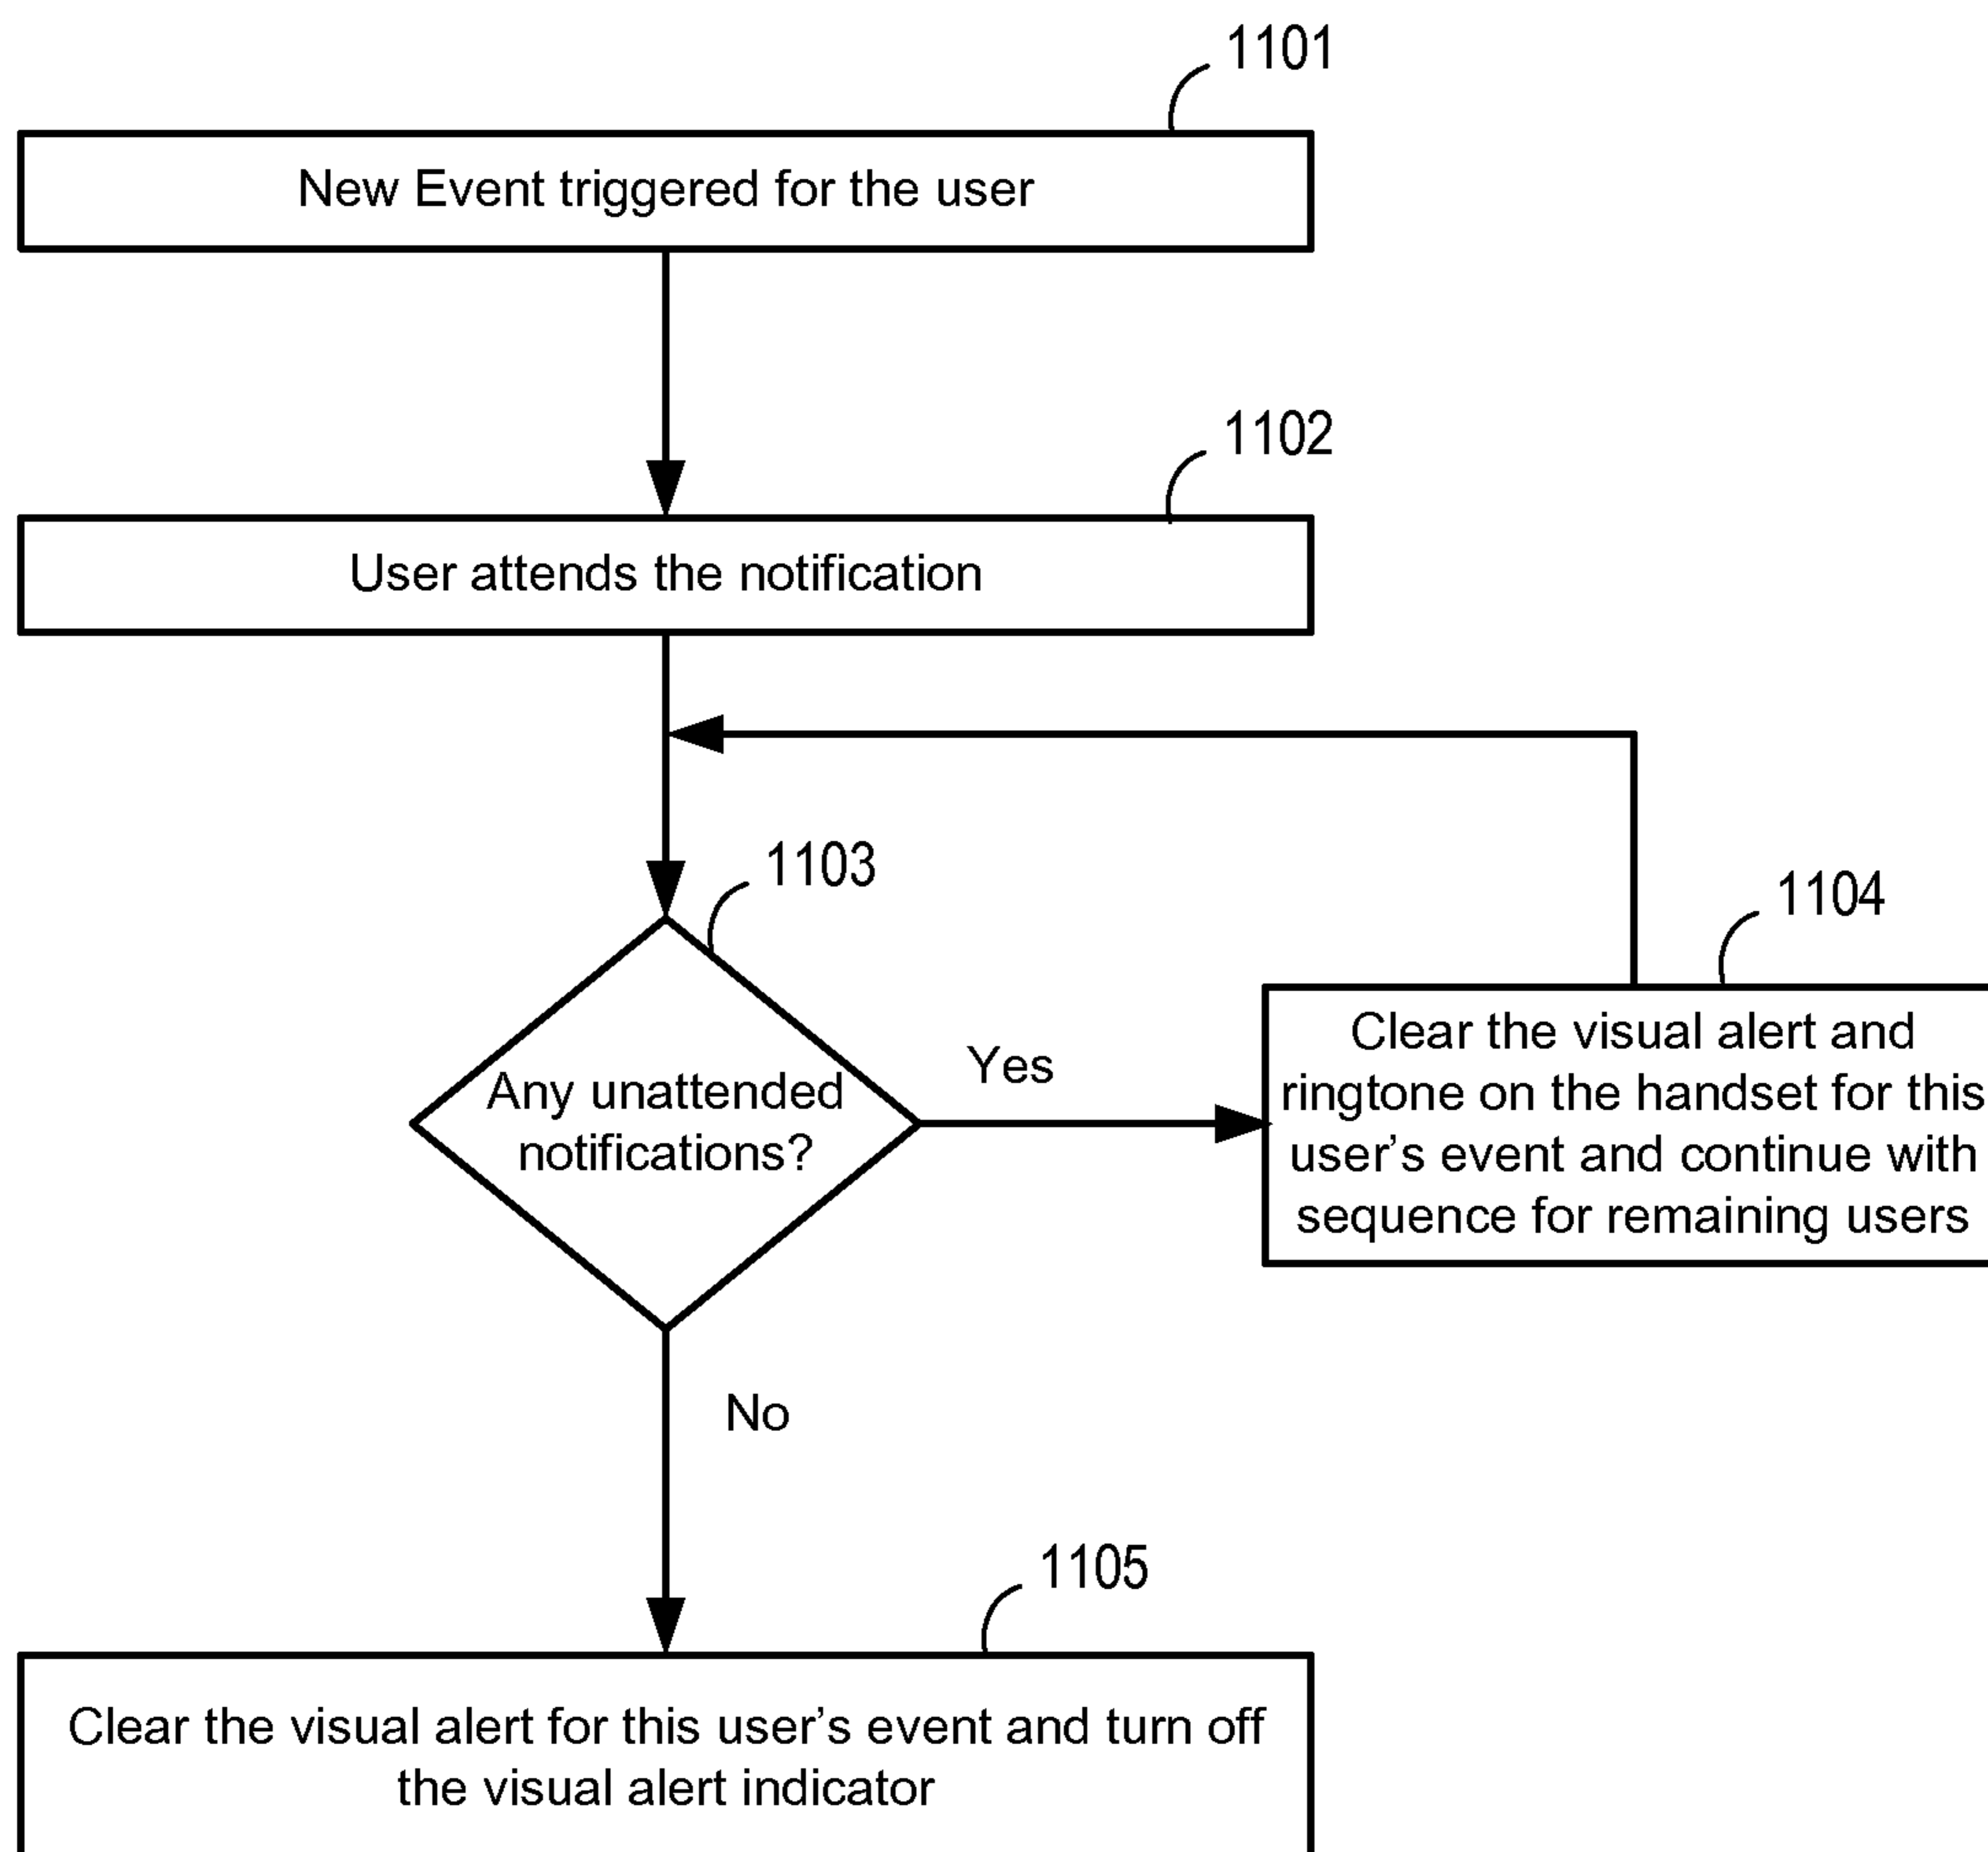 1101
New Event triggered for the user
1102
User attends the notification
1103
Any unattended
notifications?
Yes
1104
Clear the visual alert and
ringtone on the handset for this
user’s event and continue with
sequence for remaining users
No
1105
Clear the visual alert for this user’s event and turn off
the visual alert indicator